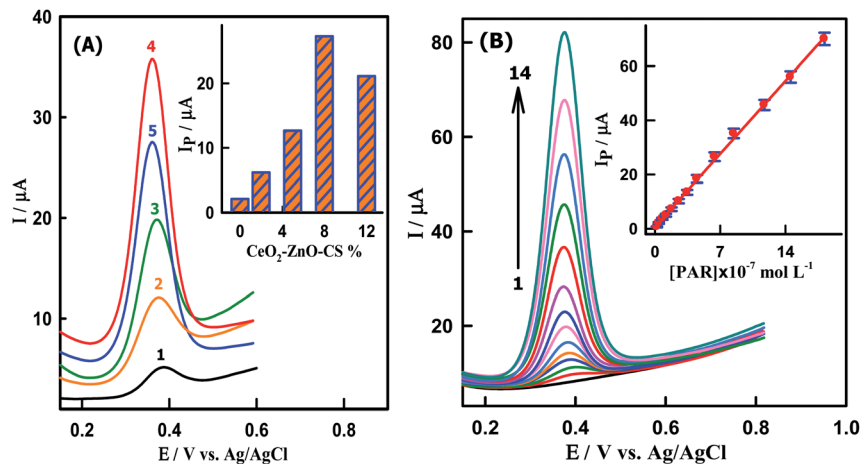 (A)
40
30
20
10
I / μA
0.2 0.4 0.6 0.8
E / V vs. Ag/AgCl
4
5
3
2
1
20
10
0
I_P / μA
0 2 4 8 12
CeO₂-ZnO-CS %
(B)
80
60
40
20
I / μA
0.2 0.4 0.6 0.8 1.0
E / V vs. Ag/AgCl
14
1
60
40
20
0
I_P / μA
0 7 14
[PAR]x10⁻⁷ mol L⁻¹